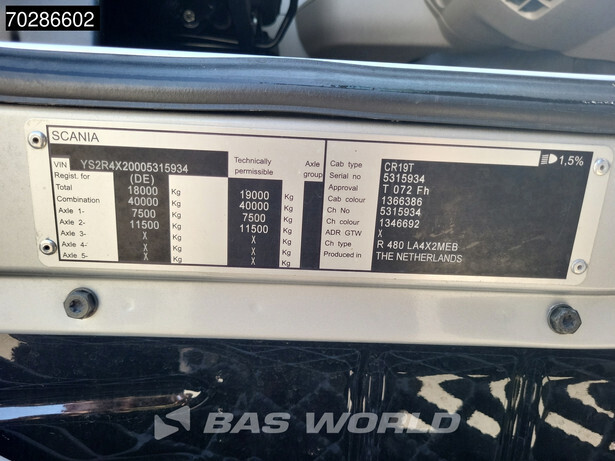 70286602
SCANIA
VIN YS2R4X20005315934 Technically permissible Axle group
Regist. for (DE)
Total 18000 Kg 19000 Kg
Combination 40000 Kg 40000 Kg
Axle 1- 7500 Kg 7500 Kg
Axle 2- 11500 Kg 11500 Kg
Axle 3- X Kg X Kg
Axle 4- X Kg X Kg
Axle 5- X Kg X Kg
1,5%
Cab type CR19T
Serial no 5315934
Approval T 072 Fh
Cab colour 1366386
Ch No 5315934
Ch colour 1346692
ADR GTW X
Ch type R 480 LA4X2MEB
Produced in THE NETHERLANDS
BAS WORLD